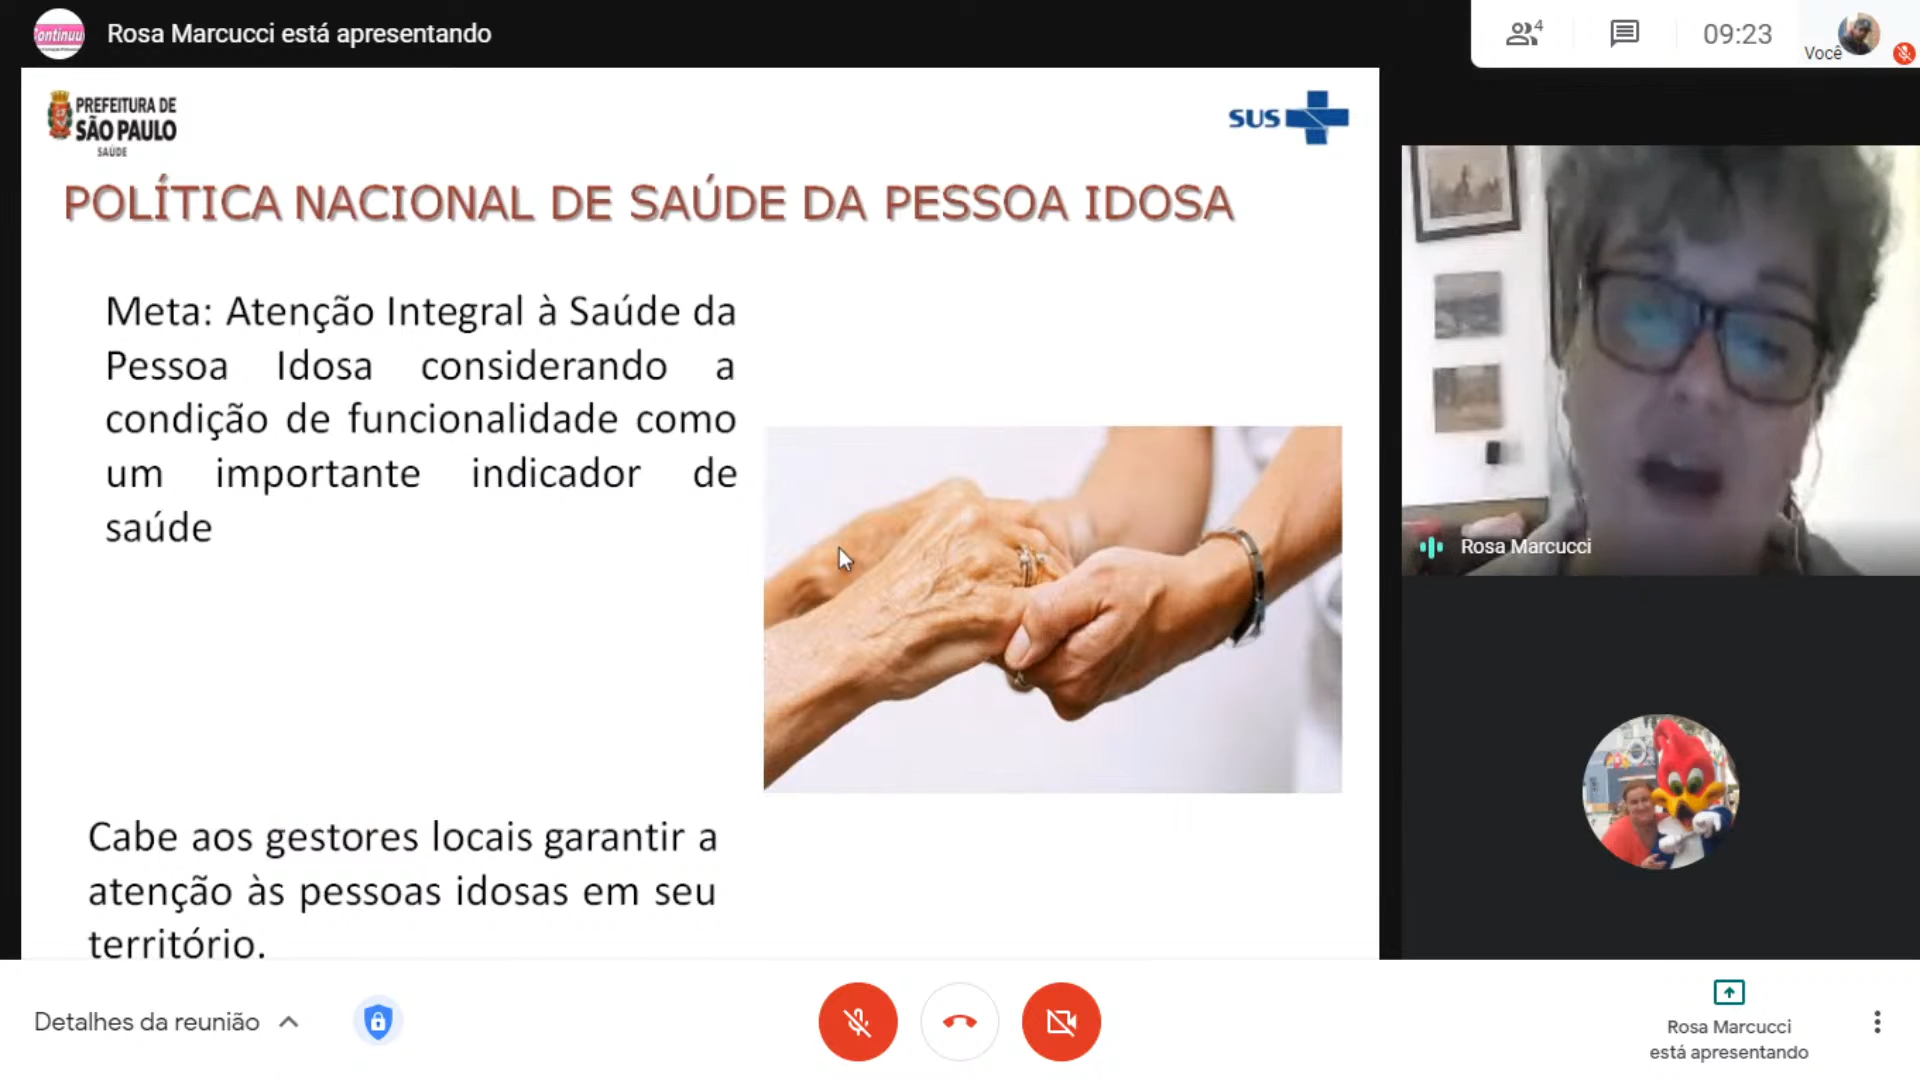 Continuu
Rosa Marcucci está apresentando
4
09:23
Você
PREFEITURA DE
SÃO PAULO
SAÚDE
SUS
POLÍTICA NACIONAL DE SAÚDE DA PESSOA IDOSA
Meta: Atenção Integral à Saúde da
Pessoa Idosa considerando a
condição de funcionalidade como
um importante indicador de
saúde
Rosa Marcucci
Cabe aos gestores locais garantir a
atenção às pessoas idosas em seu
território.
Detalhes da reunião
Rosa Marcucci
está apresentando